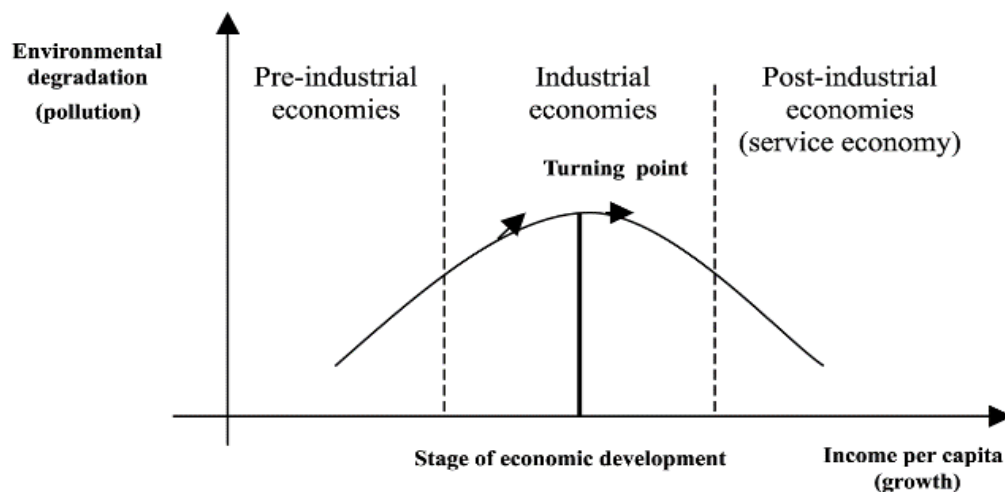 Environmental
degradation
(pollution)
Pre-industrial
economies
Industrial
economies
Post-industrial
economies
(service economy)
Turning point
Stage of economic development
Income per capita
(growth)